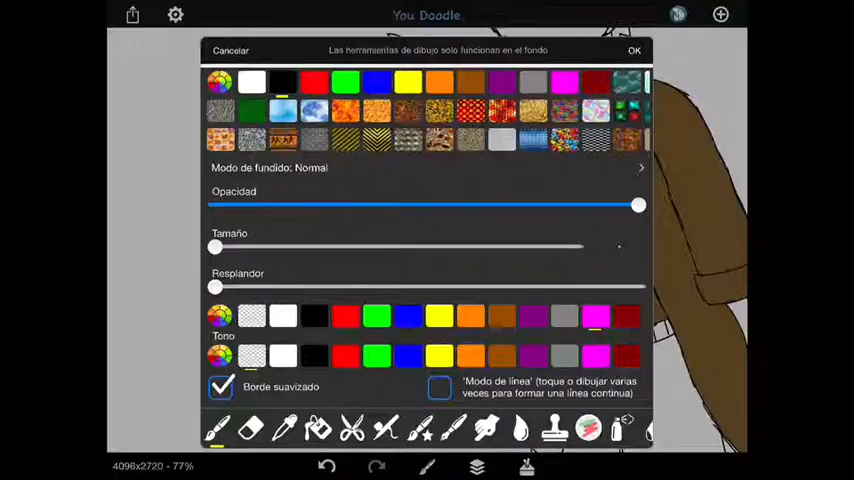 You Doodle
Cancelar
Las herramientas de dibujo solo funcionan en el fondo
OK
Modo de fundido: Normal
Opacidad
Tamaño
Resplandor
Tono
Borde suavizado
'Modo de línea' (toque o dibujar varias
veces para formar una línea continua)
4096x2720 - 77%